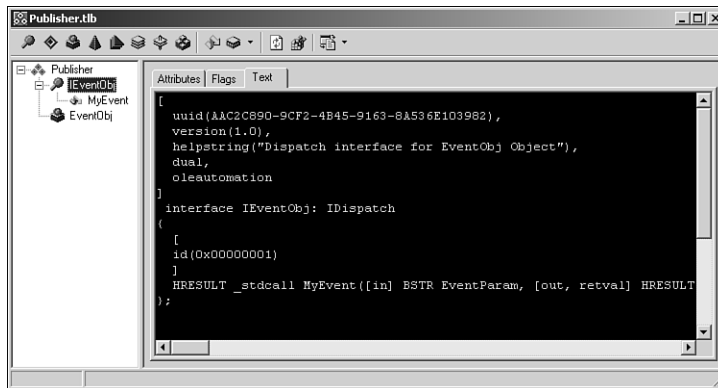 Publisher.tlb
Publisher
IEventObj
MyEvent
EventObj
Attributes Flags Text
[
uuid(AAC2C890-9CF2-4B45-9163-8A536E103982),
version(1.0),
helpstring("Dispatch interface for EventObj Object"),
dual,
oleautomation
]
interface IEventObj: IDispatch
(
[
id(0x00000001)
]
HRESULT _stdcall MyEvent([in] BSTR EventParam, [out, retval] HRESULT
);